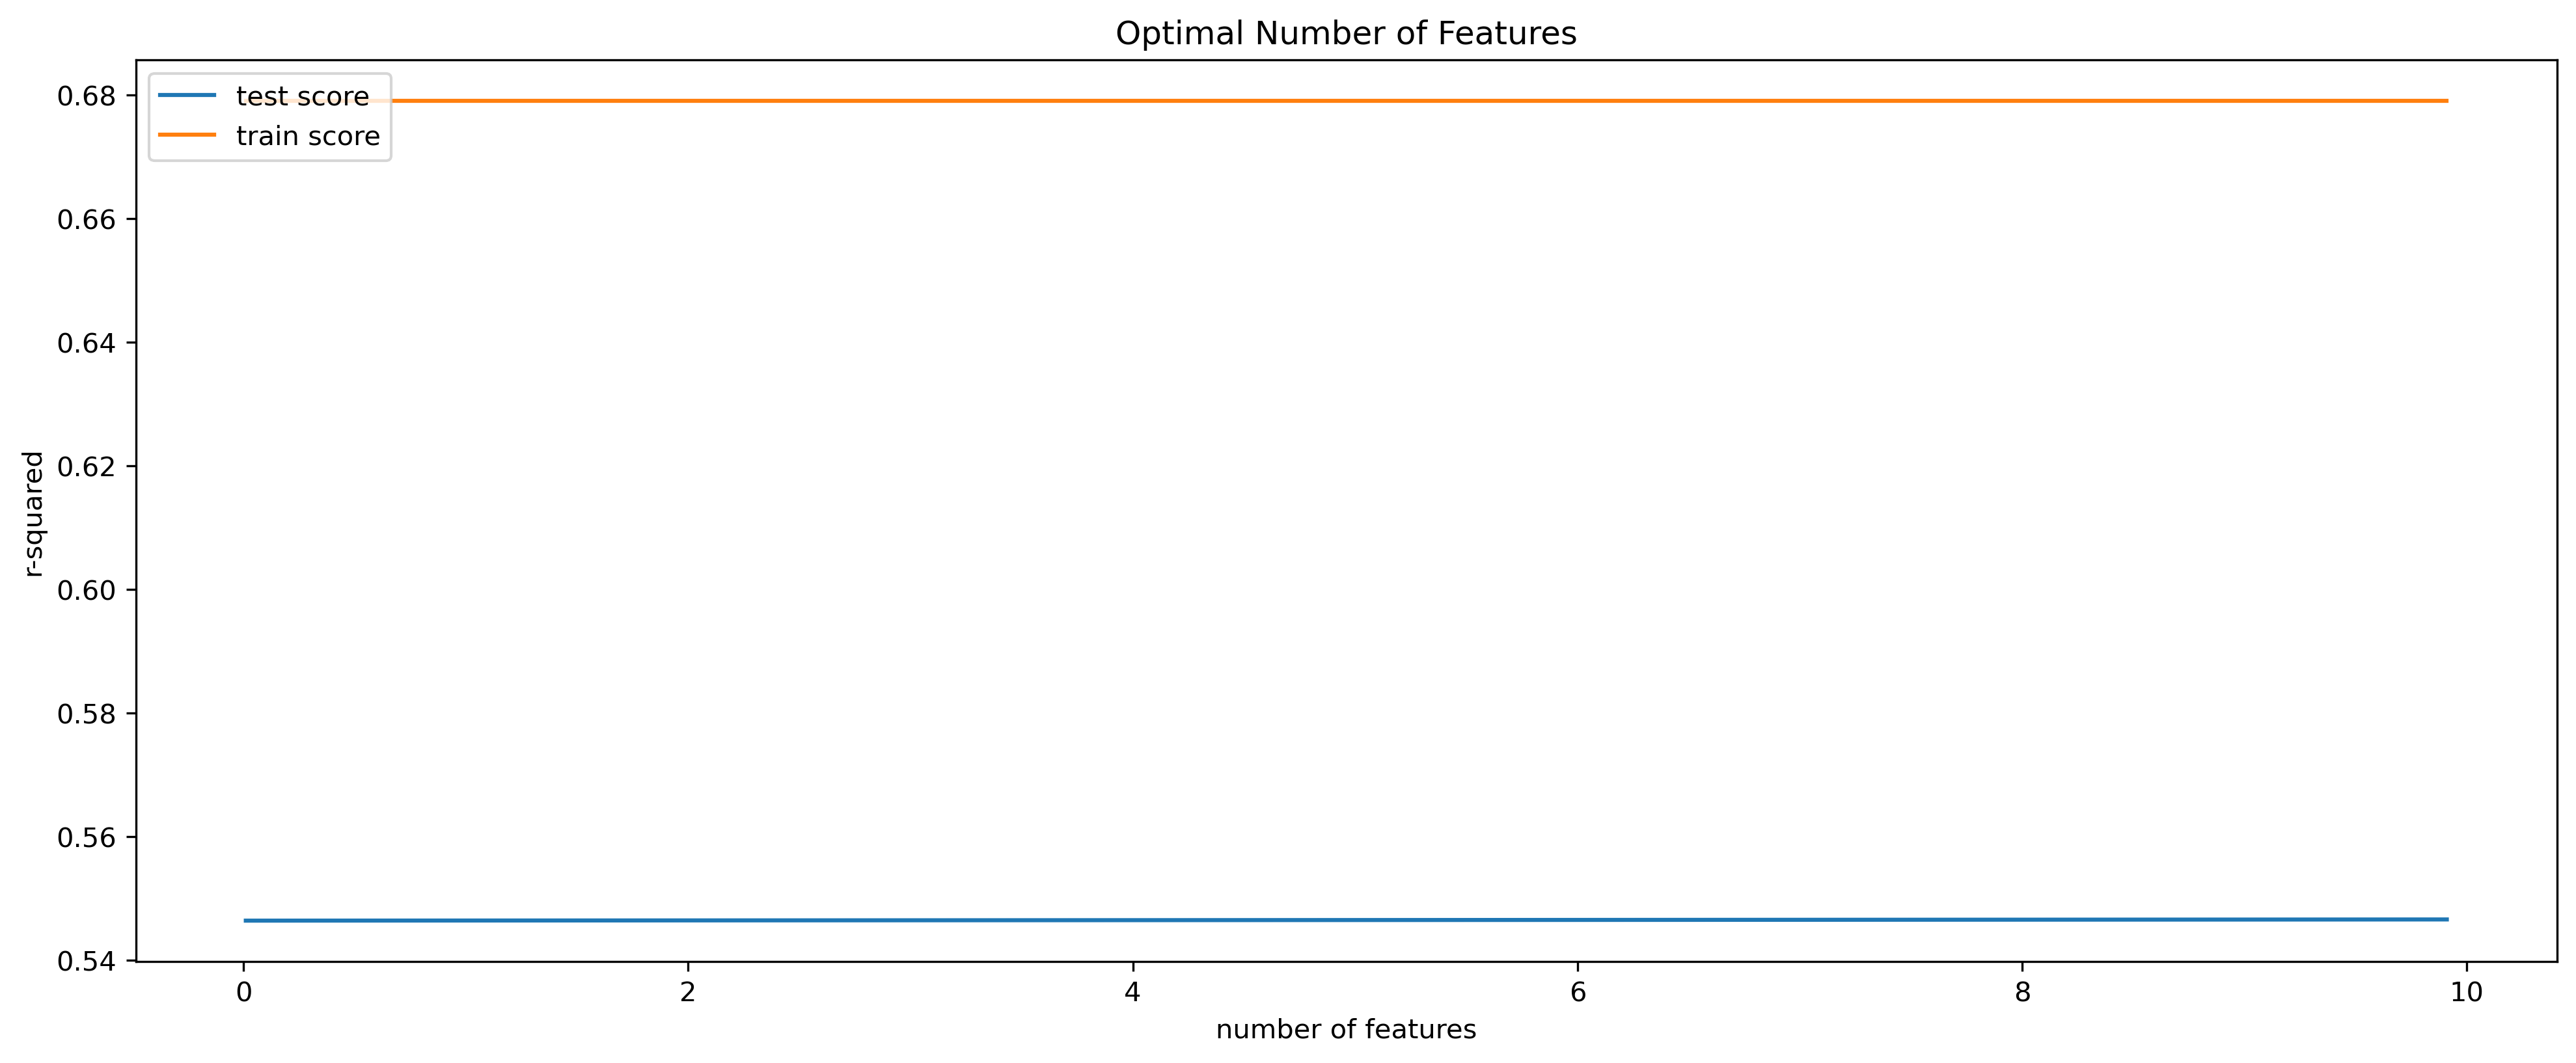 Optimal Number of Features
test score
train score
0.68
0.66
0.64
0.62
0.60
0.58
0.56
0.54
r-squared
0 2 4 6 8 10
number of features